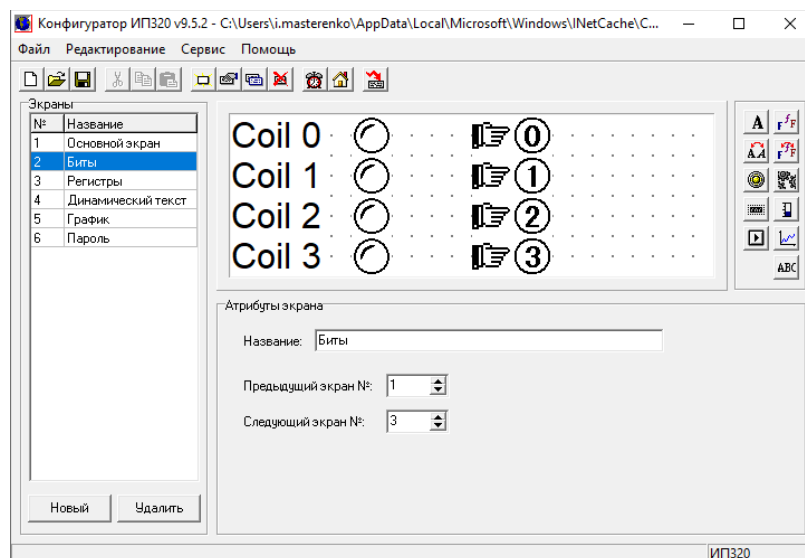 Конфигуратор ИП320 v9.5.2 - C:\Users\i.masterenko\AppData\Local\Microsoft\Windows\INetCache\C...
Файл Редактирование Сервис Помощь
Экраны
№ Название
1 Основной экран
2 Биты
3 Регистры
4 Динамический текст
5 График
6 Пароль
Новый Удалить
Coil 0 0
Coil 1 1
Coil 2 2
Coil 3 3
A FfF
AA FF
ABC
Атрибуты экрана
Название: Биты
Предыдущий экран №: 1
Следующий экран №: 3
ИП320